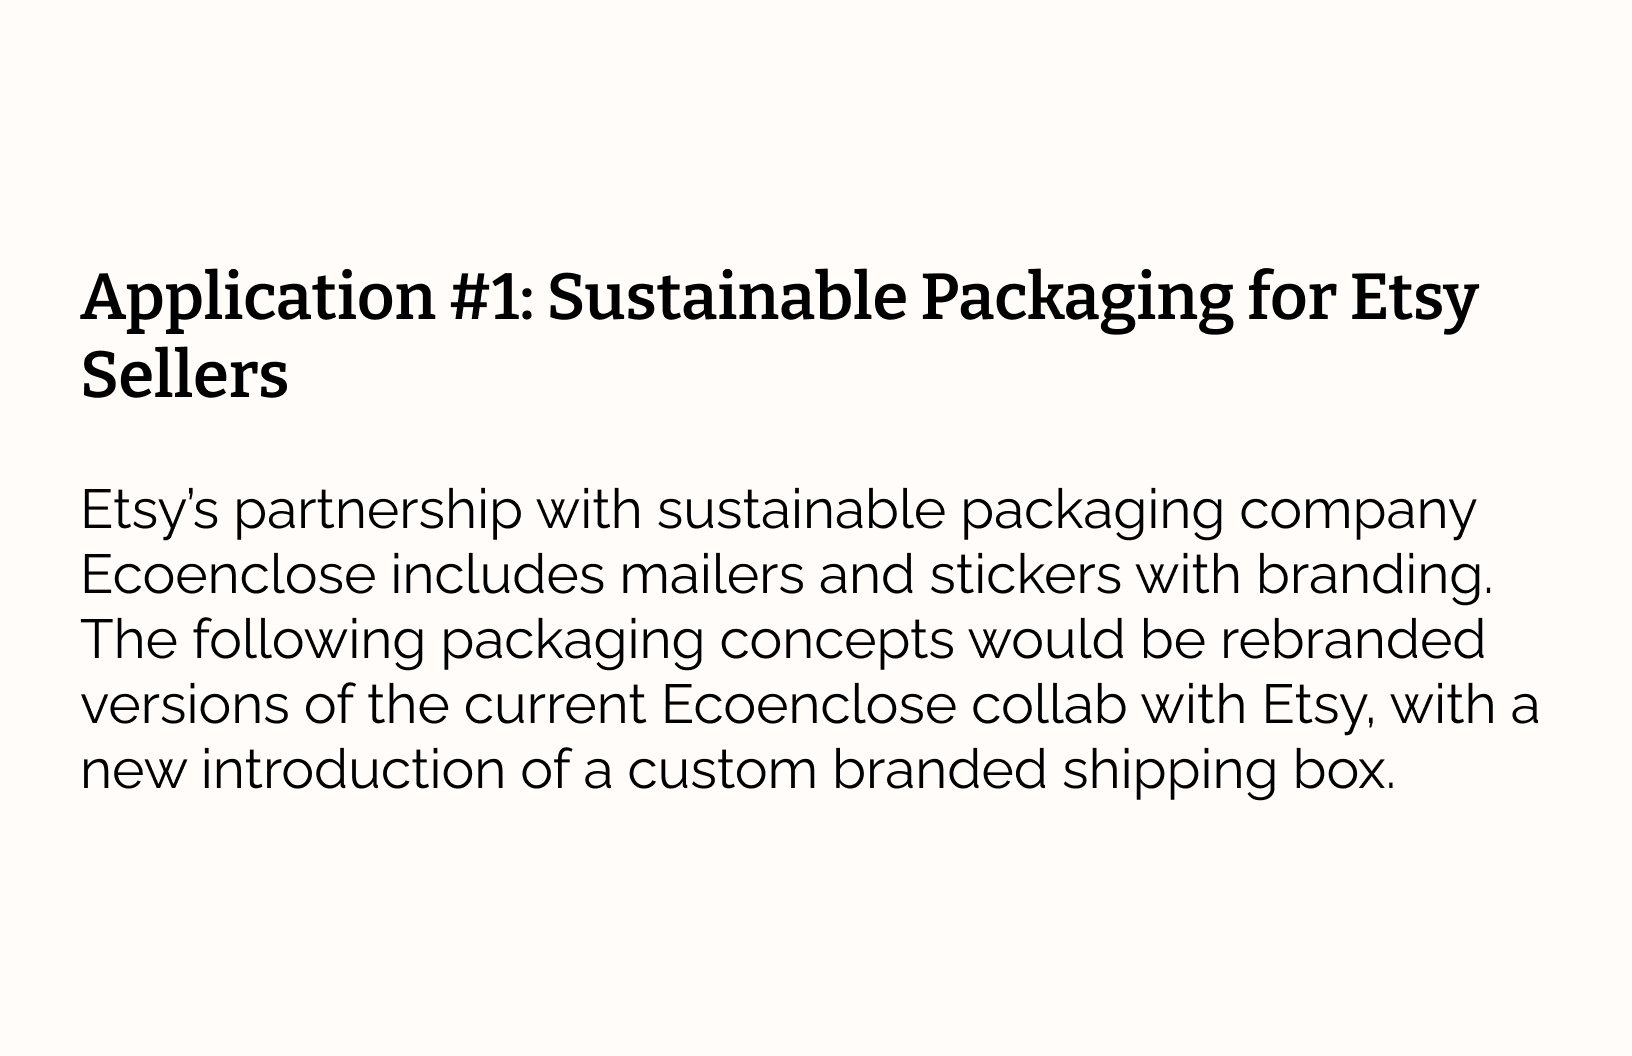 Application #1: Sustainable Packaging for Etsy
Sellers
Etsy’s partnership with sustainable packaging company
Ecoenclose includes mailers and stickers with branding.
The following packaging concepts would be rebranded
versions of the current Ecoenclose collab with Etsy, with a
new introduction of a custom branded shipping box.